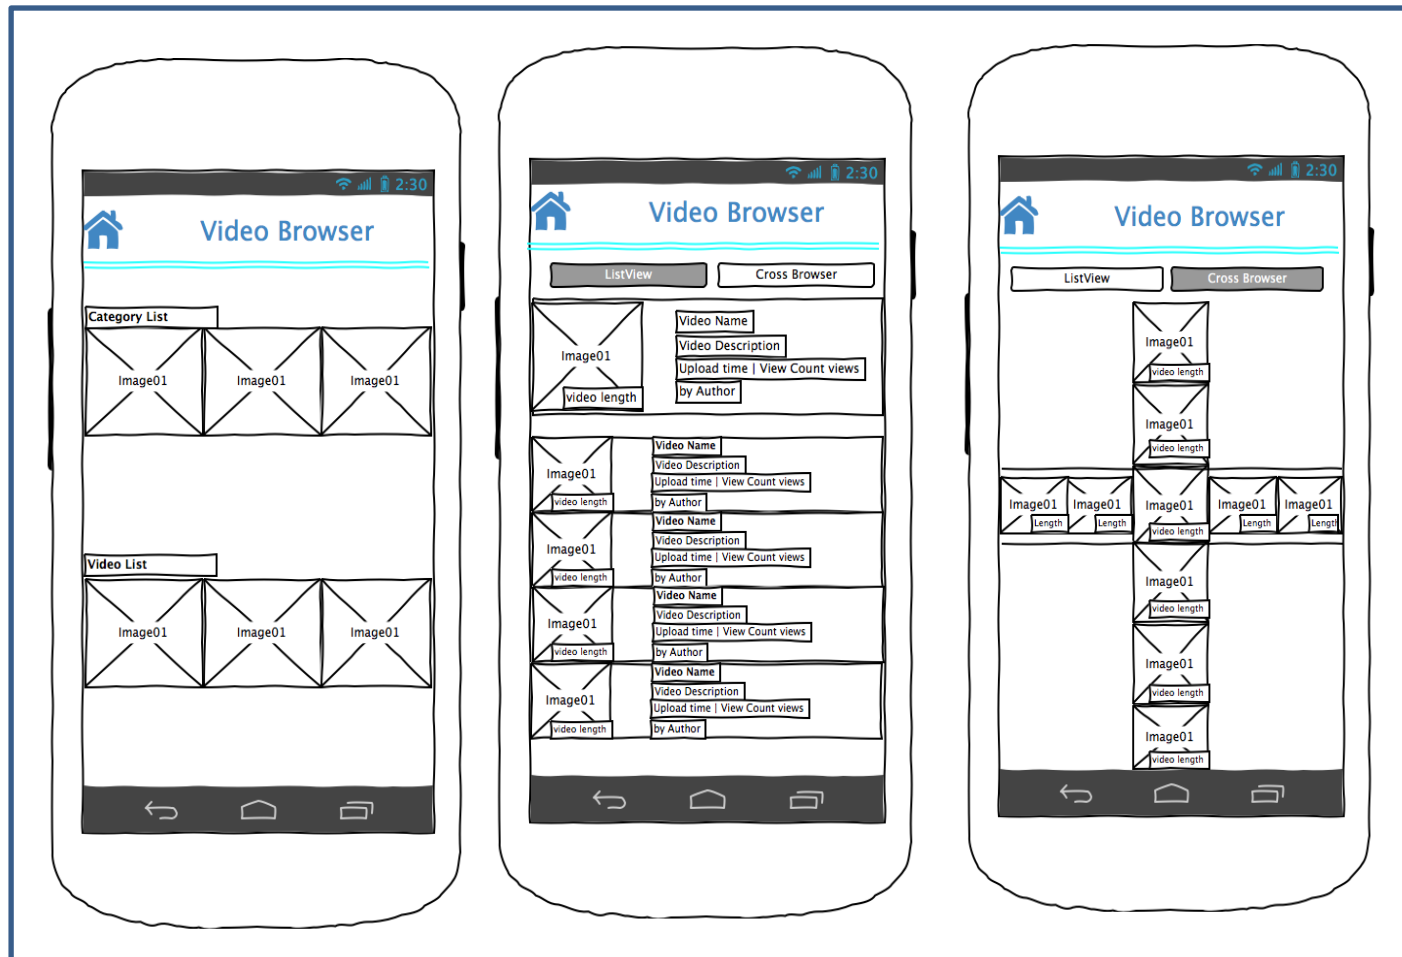 2:30
Video Browser
Category List
Image01 Image01 Image01
Video List
Image01 Image01 Image01
2:30
Video Browser
ListView Cross Browser
Image01
video length
Video Name
Video Description
Upload time | View Count views
by Author
Image01
video length
Video Name
Video Description
Upload time | View Count views
by Author
Image01
video length
Video Name
Video Description
Upload time | View Count views
by Author
Image01
video length
Video Name
Video Description
Upload time | View Count views
by Author
Image01
video length
Video Name
Video Description
Upload time | View Count views
by Author
2:30
Video Browser
ListView Cross Browser
Image01
video length
Image01
video length
Image01 Image01 Image01 Image01 Image01
Length Length video length Length Length
Image01
video length
Image01
video length
Image01
video length